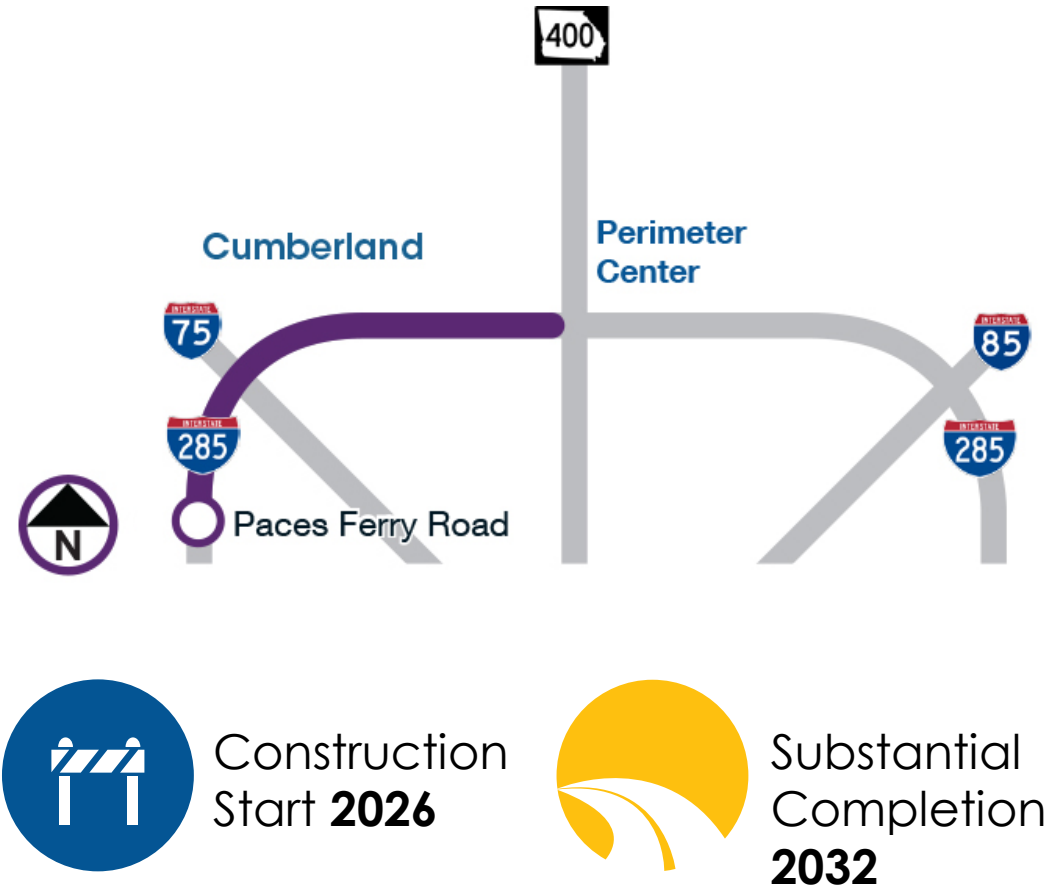 400
Cumberland
Perimeter
Center
INTERSTATE
75
INTERSTATE
85
INTERSTATE
285
INTERSTATE
285
N
Paces Ferry Road
Construction
Start 2026
Substantial
Completion
2032